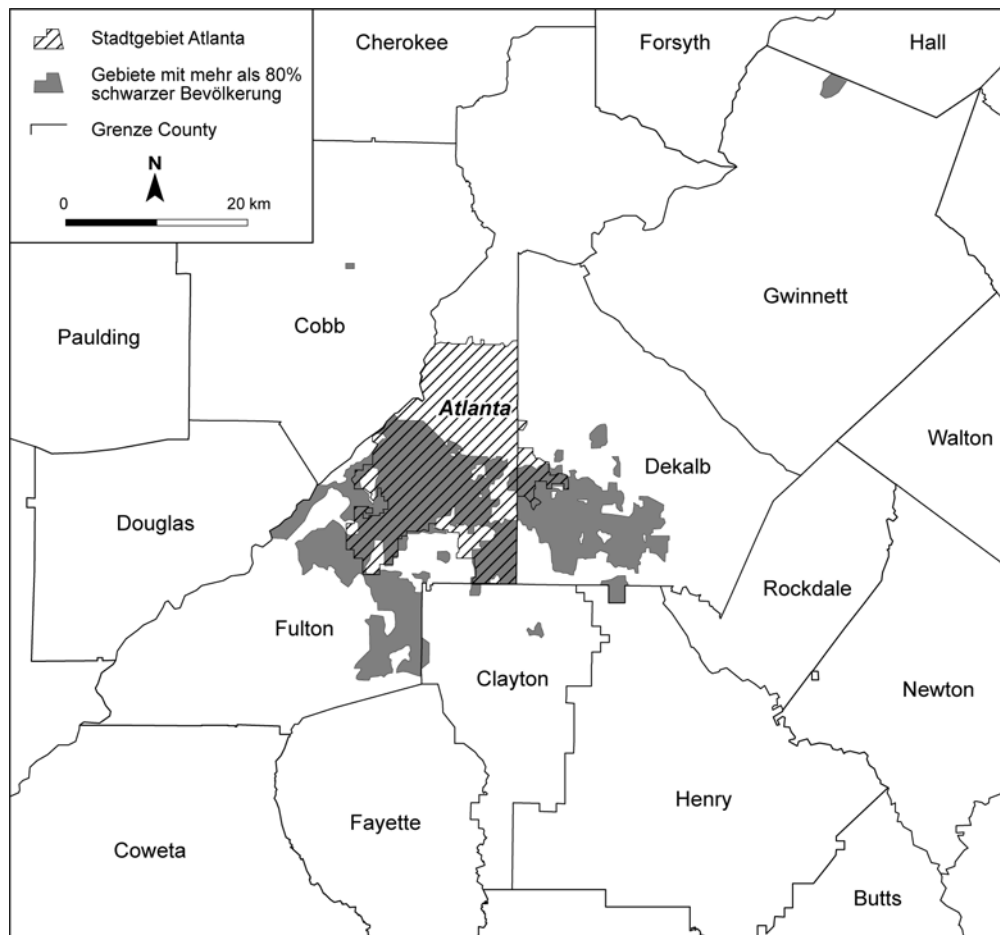 Stadtgebiet Atlanta
Gebiete mit mehr als 80%
schwarzer Bevölkerung
Grenze County
N
0 20 km
Cherokee
Forsyth
Hall
Paulding
Cobb
Gwinnett
Atlanta
Walton
Dekalb
Douglas
Rockdale
Fulton
Clayton
Newton
Henry
Fayette
Coweta
Butts